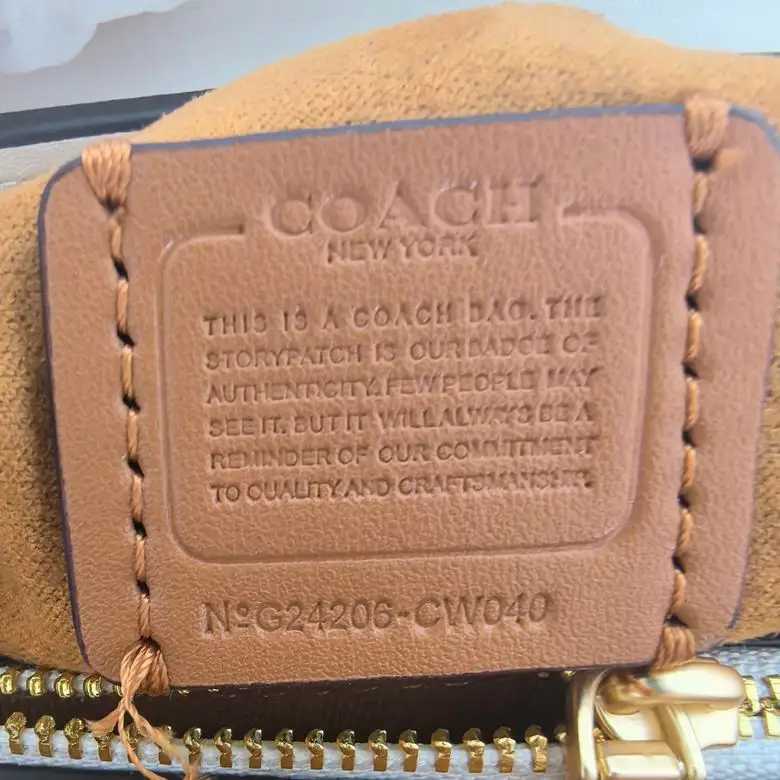 COACH
NEW YORK
THIS IS A COACH BAG. THE
STORYPATCH IS OUR BADGE OF
AUTHENTICITY. FEW PEOPLE MAY
SEE IT, BUT IT WILL ALWAYS BE A
REMINDER OF OUR COMMITMENT
TO QUALITY AND CRAFTSMANSHIP.
NºG24206-CW040